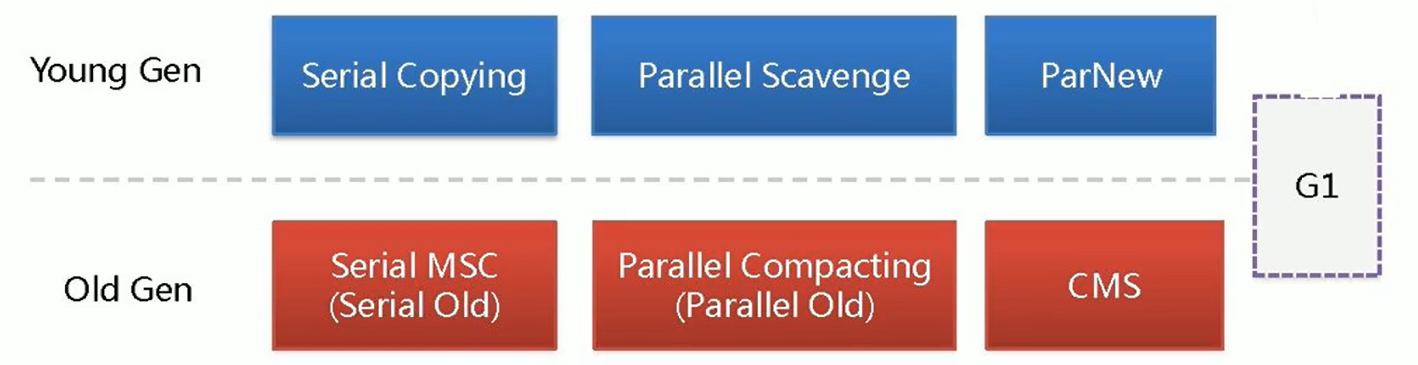 Young Gen
Serial Copying
Parallel Scavenge
ParNew
G1
Old Gen
Serial MSC
(Serial Old)
Parallel Compacting
(Parallel Old)
CMS